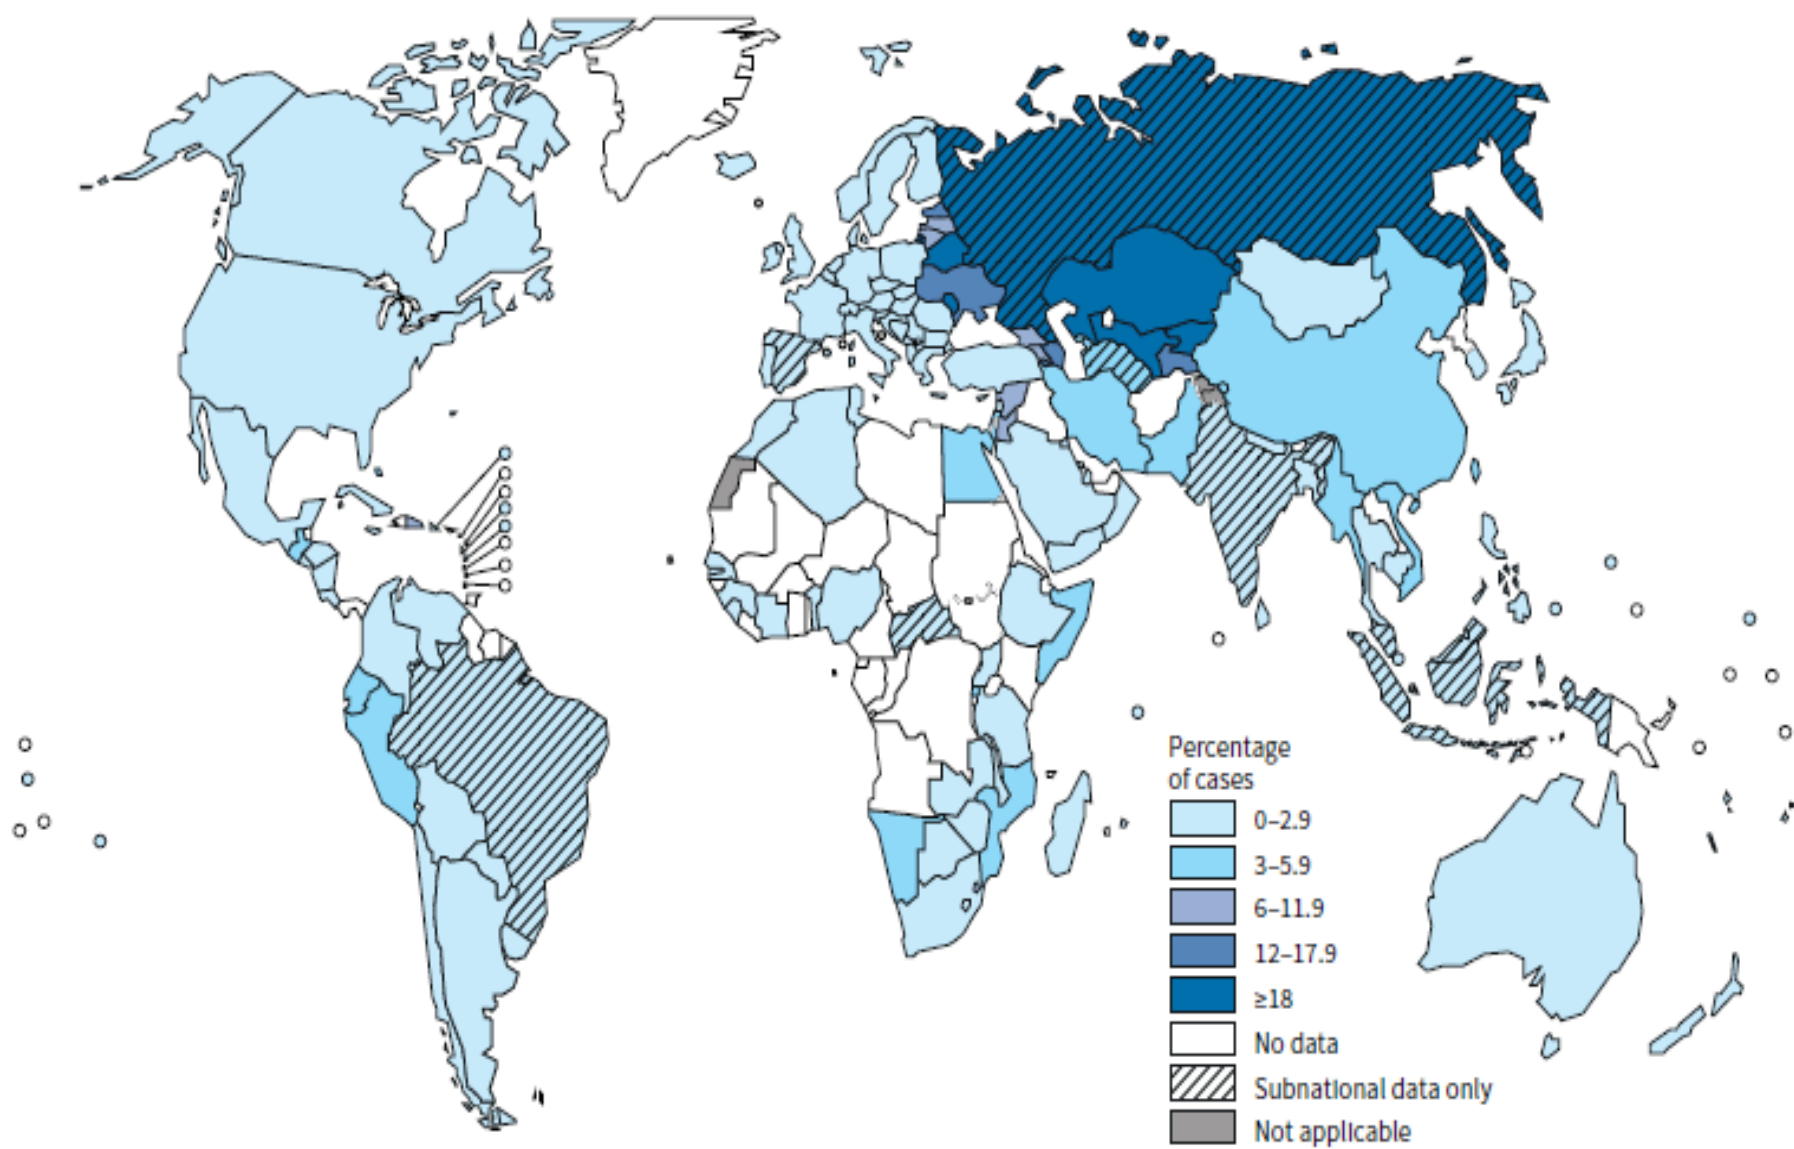 Percentage
of cases
0–2.9
3–5.9
6–11.9
12–17.9
≥18
No data
Subnational data only
Not applicable